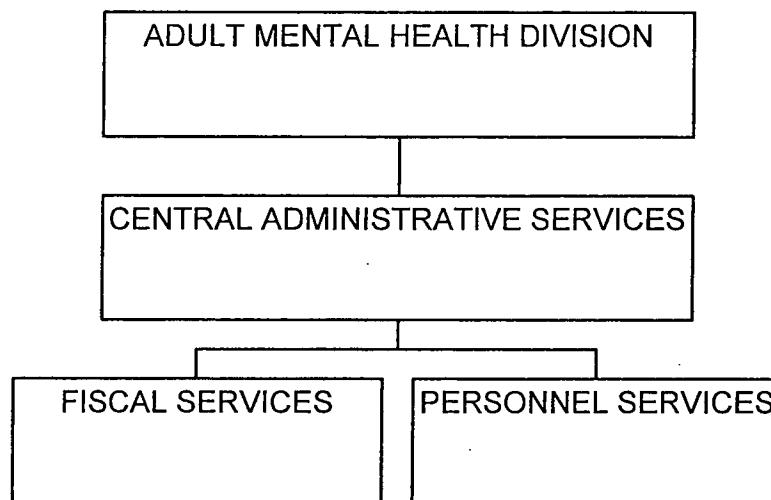 ADULT MENTAL HEALTH DIVISION
CENTRAL ADMINISTRATIVE SERVICES
FISCAL SERVICES
PERSONNEL SERVICES